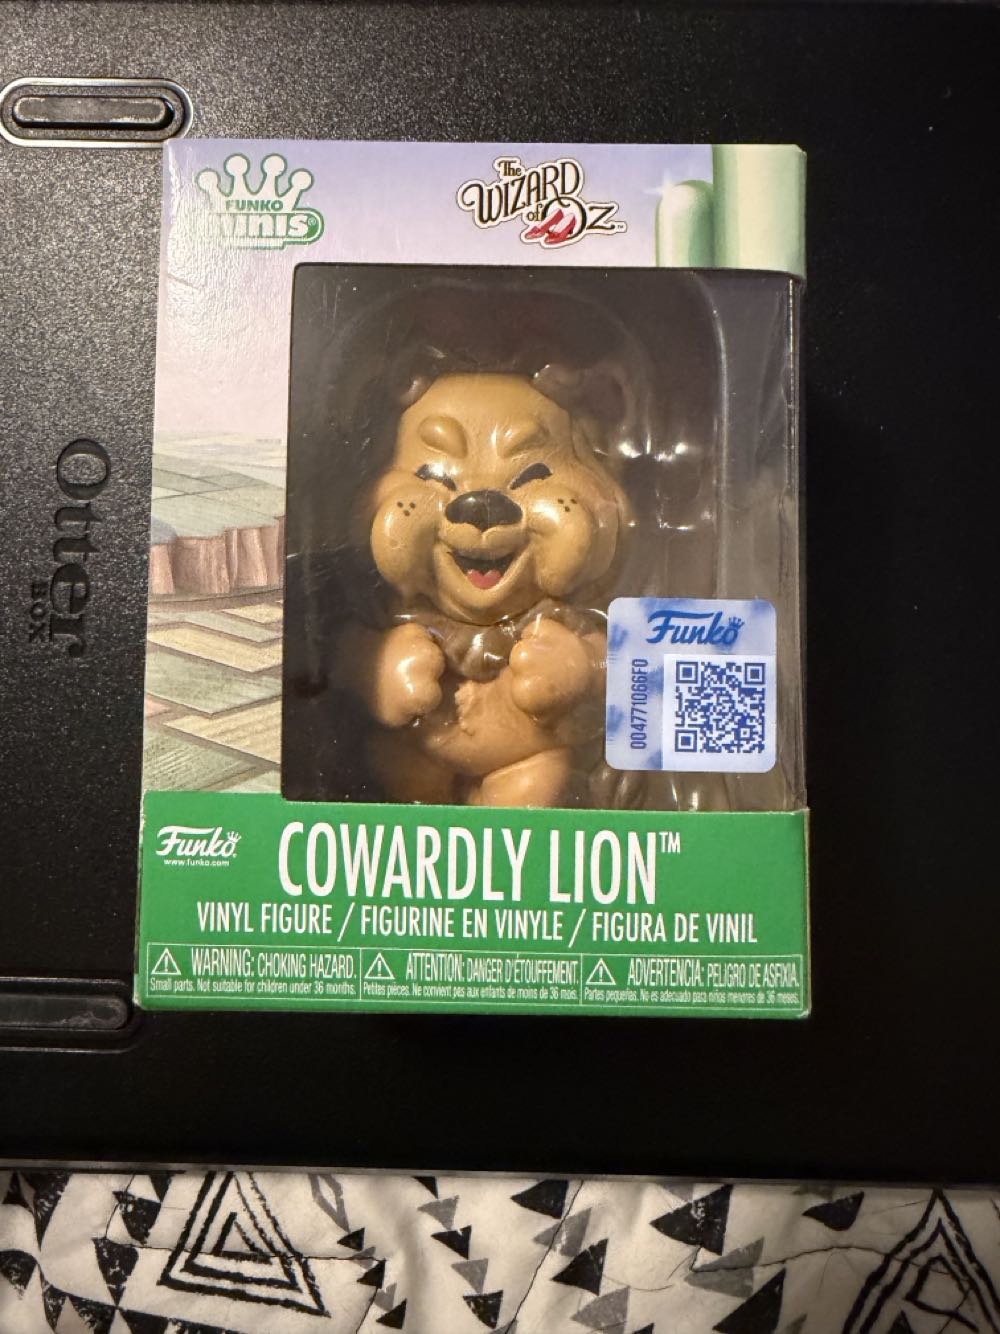 FUNKO
MINIS®
The
WIZARD
of OZ™
Otter
BOX
Funko
004771066F0
Funko®
www.funko.com
COWARDLY LION™
VINYL FIGURE / FIGURINE EN VINYLE / FIGURA DE VINIL
WARNING: CHOKING HAZARD.
Small parts. Not suitable for children under 36 months.
ATTENTION: DANGER D'ÉTOUFFEMENT.
Petites pièces. Ne convient pas aux enfants de moins de 36 mois.
ADVERTENCIA: PELIGRO DE ASFIXIA.
Partes pequeñas. No es adecuado para niños menores de 36 meses.